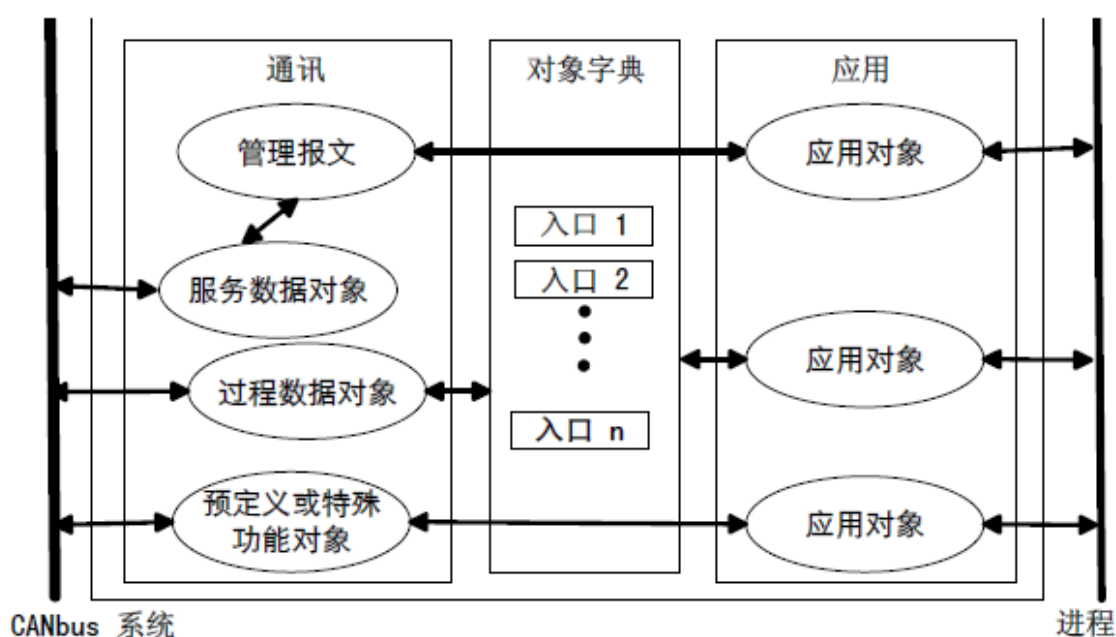 通讯
对象字典
应用
管理报文
应用对象
入口 1
入口 2
服务数据对象
应用对象
过程数据对象
入口 n
预定义或特殊
功能对象
应用对象
CANbus 系统
进程